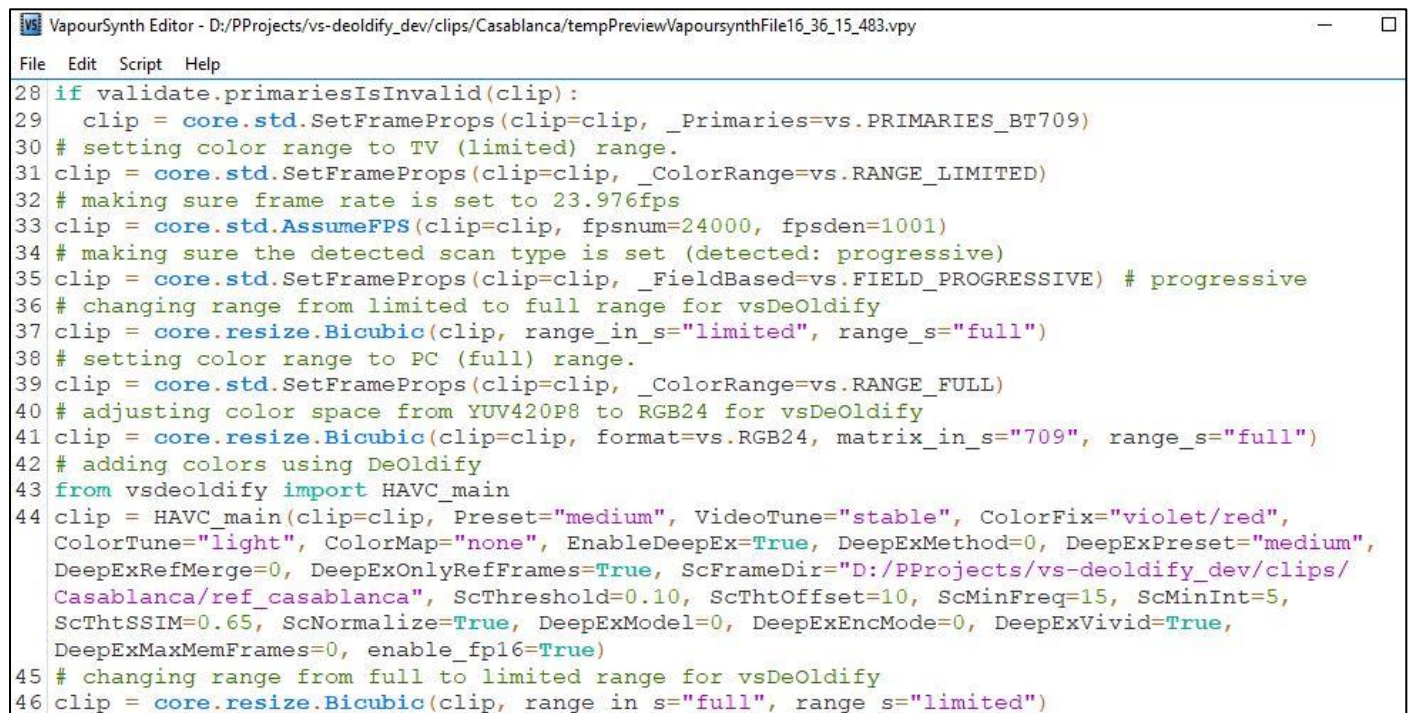 VS VapourSynth Editor - D:/PProjects/vs-deoldify_dev/clips/Casablanca/tempPreviewVapoursynthFile16_36_15_483.vpy
File Edit Script Help
28 if validate.primariesIsInvalid(clip):
29   clip = core.std.SetFrameProps(clip=clip, _Primaries=vs.PRIMARIES_BT709)
30 # setting color range to TV (limited) range.
31 clip = core.std.SetFrameProps(clip=clip, _ColorRange=vs.RANGE_LIMITED)
32 # making sure frame rate is set to 23.976fps
33 clip = core.std.AssumeFPS(clip=clip, fpsnum=24000, fpsden=1001)
34 # making sure the detected scan type is set (detected: progressive)
35 clip = core.std.SetFrameProps(clip=clip, _FieldBased=vs.FIELD_PROGRESSIVE) # progressive
36 # changing range from limited to full range for vsDeOldify
37 clip = core.resize.Bicubic(clip, range_in_s="limited", range_s="full")
38 # setting color range to PC (full) range.
39 clip = core.std.SetFrameProps(clip=clip, _ColorRange=vs.RANGE_FULL)
40 # adjusting color space from YUV420P8 to RGB24 for vsDeOldify
41 clip = core.resize.Bicubic(clip=clip, format=vs.RGB24, matrix_in_s="709", range_s="full")
42 # adding colors using DeOldify
43 from vsdeoldify import HAVC_main
44 clip = HAVC_main(clip=clip, Preset="medium", VideoTune="stable", ColorFix="violet/red",
ColorTune="light", ColorMap="none", EnableDeepEx=True, DeepExMethod=0, DeepExPreset="medium",
DeepExRefMerge=0, DeepExOnlyRefFrames=True, ScFrameDir="D:/PProjects/vs-deoldify_dev/clips/
Casablanca/ref_casablanca", ScThreshold=0.10, ScThtOffset=10, ScMinFreq=15, ScMinInt=5,
ScThtSSIM=0.65, ScNormalize=True, DeepExModel=0, DeepExEncMode=0, DeepExVivid=True,
DeepExMaxMemFrames=0, enable_fp16=True)
45 # changing range from full to limited range for vsDeOldify
46 clip = core.resize.Bicubic(clip, range_in_s="full", range_s="limited")